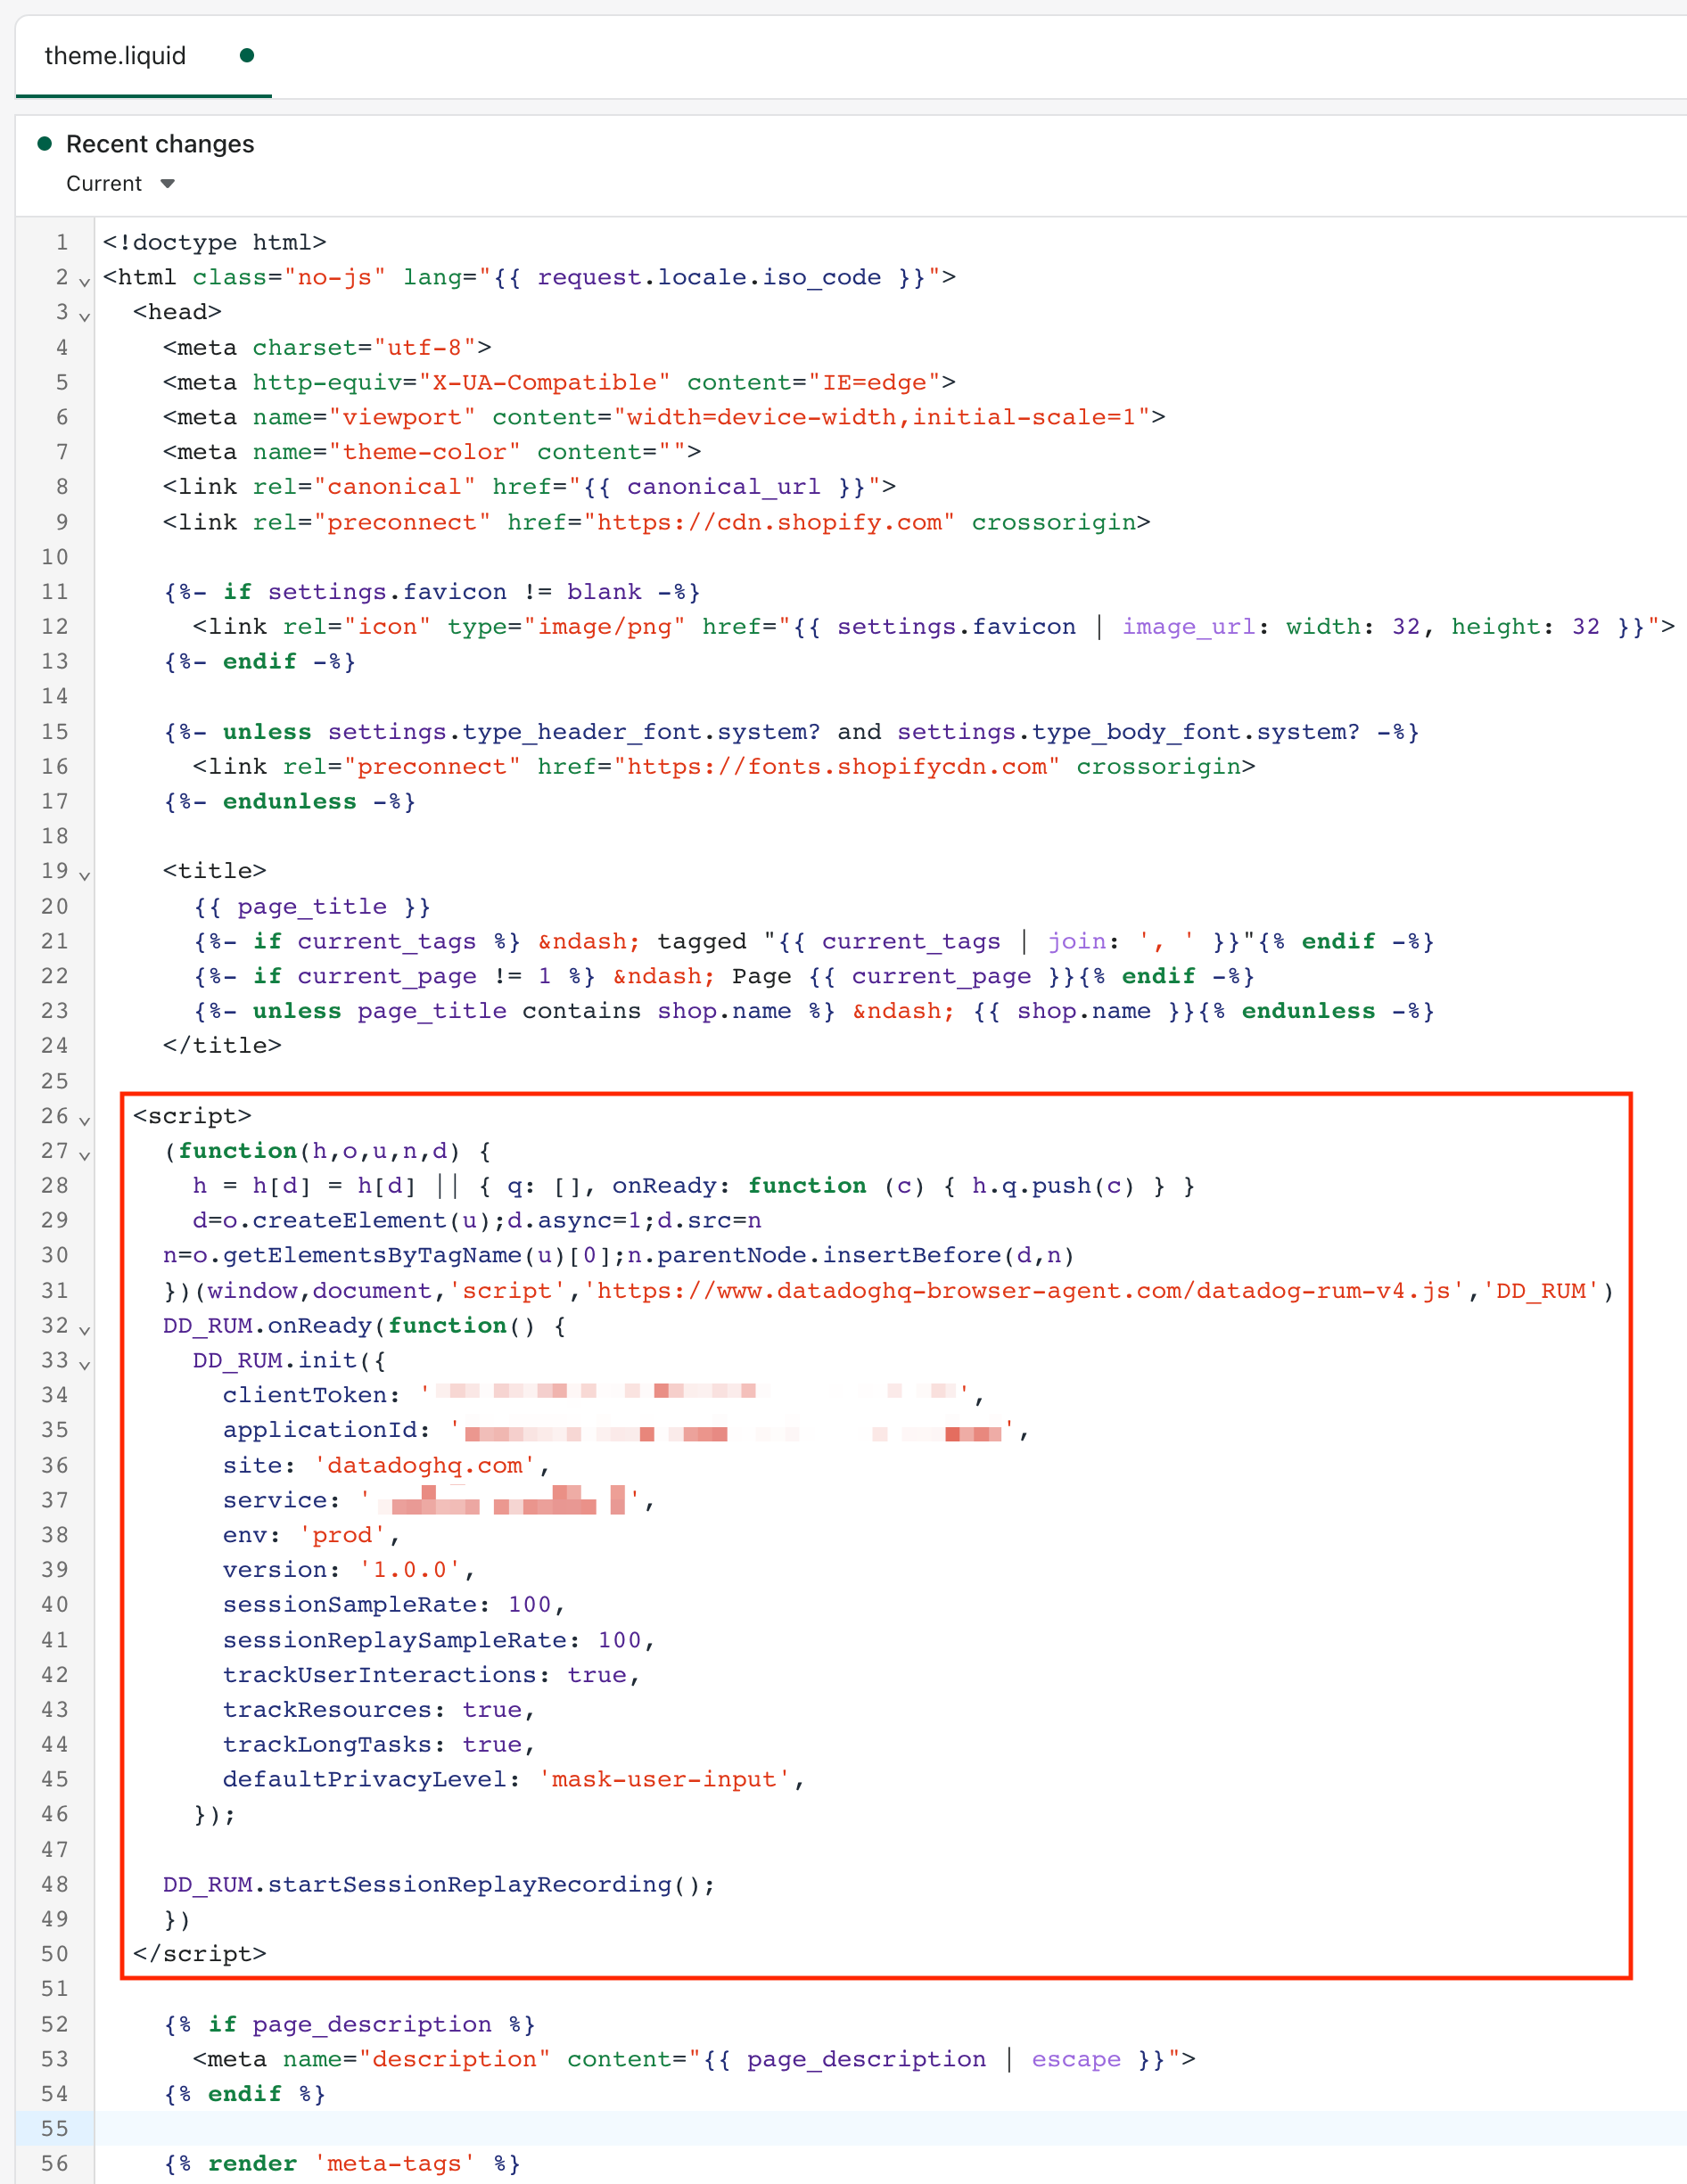 theme.liquid
Recent changes
Current
1 <!doctype html>
2 <html class="no-js" lang="{{ request.locale.iso_code }}">
3 <head>
4 <meta charset="utf-8">
5 <meta http-equiv="X-UA-Compatible" content="IE=edge">
6 <meta name="viewport" content="width=device-width,initial-scale=1">
7 <meta name="theme-color" content="">
8 <link rel="canonical" href="{{ canonical_url }}">
9 <link rel="preconnect" href="https://cdn.shopify.com" crossorigin>
10
11 {%- if settings.favicon != blank -%}
12 <link rel="icon" type="image/png" href="{{ settings.favicon | image_url: width: 32, height: 32 }}">
13 {%- endif -%}
14
15 {%- unless settings.type_header_font.system? and settings.type_body_font.system? -%}
16 <link rel="preconnect" href="https://fonts.shopifycdn.com" crossorigin>
17 {%- endunless -%}
18
19 <title>
20 {{ page_title }}
21 {%- if current_tags %} &ndash; tagged "{{ current_tags | join: ', ' }}"{% endif -%}
22 {%- if current_page != 1 %} &ndash; Page {{ current_page }}{% endif -%}
23 {%- unless page_title contains shop.name %} &ndash; {{ shop.name }}{% endunless -%}
24 </title>
25
26 <script>
27 (function(h,o,u,n,d) {
28 h = h[d] = h[d] || { q: [], onReady: function (c) { h.q.push(c) } }
29 d=o.createElement(u);d.async=1;d.src=n
30 n=o.getElementsByTagName(u)[0];n.parentNode.insertBefore(d,n)
31 })(window,document,'script','https://www.datadoghq-browser-agent.com/datadog-rum-v4.js','DD_RUM')
32 DD_RUM.onReady(function() {
33 DD_RUM.init({
34 clientToken: '',
35 applicationId: '',
36 site: 'datadoghq.com',
37 service: '',
38 env: 'prod',
39 version: '1.0.0',
40 sessionSampleRate: 100,
41 sessionReplaySampleRate: 100,
42 trackUserInteractions: true,
43 trackResources: true,
44 trackLongTasks: true,
45 defaultPrivacyLevel: 'mask-user-input',
46 });
47
48 DD_RUM.startSessionReplayRecording();
49 })
50 </script>
51
52 {% if page_description %}
53 <meta name="description" content="{{ page_description | escape }}">
54 {% endif %}
55
56 {% render 'meta-tags' %}